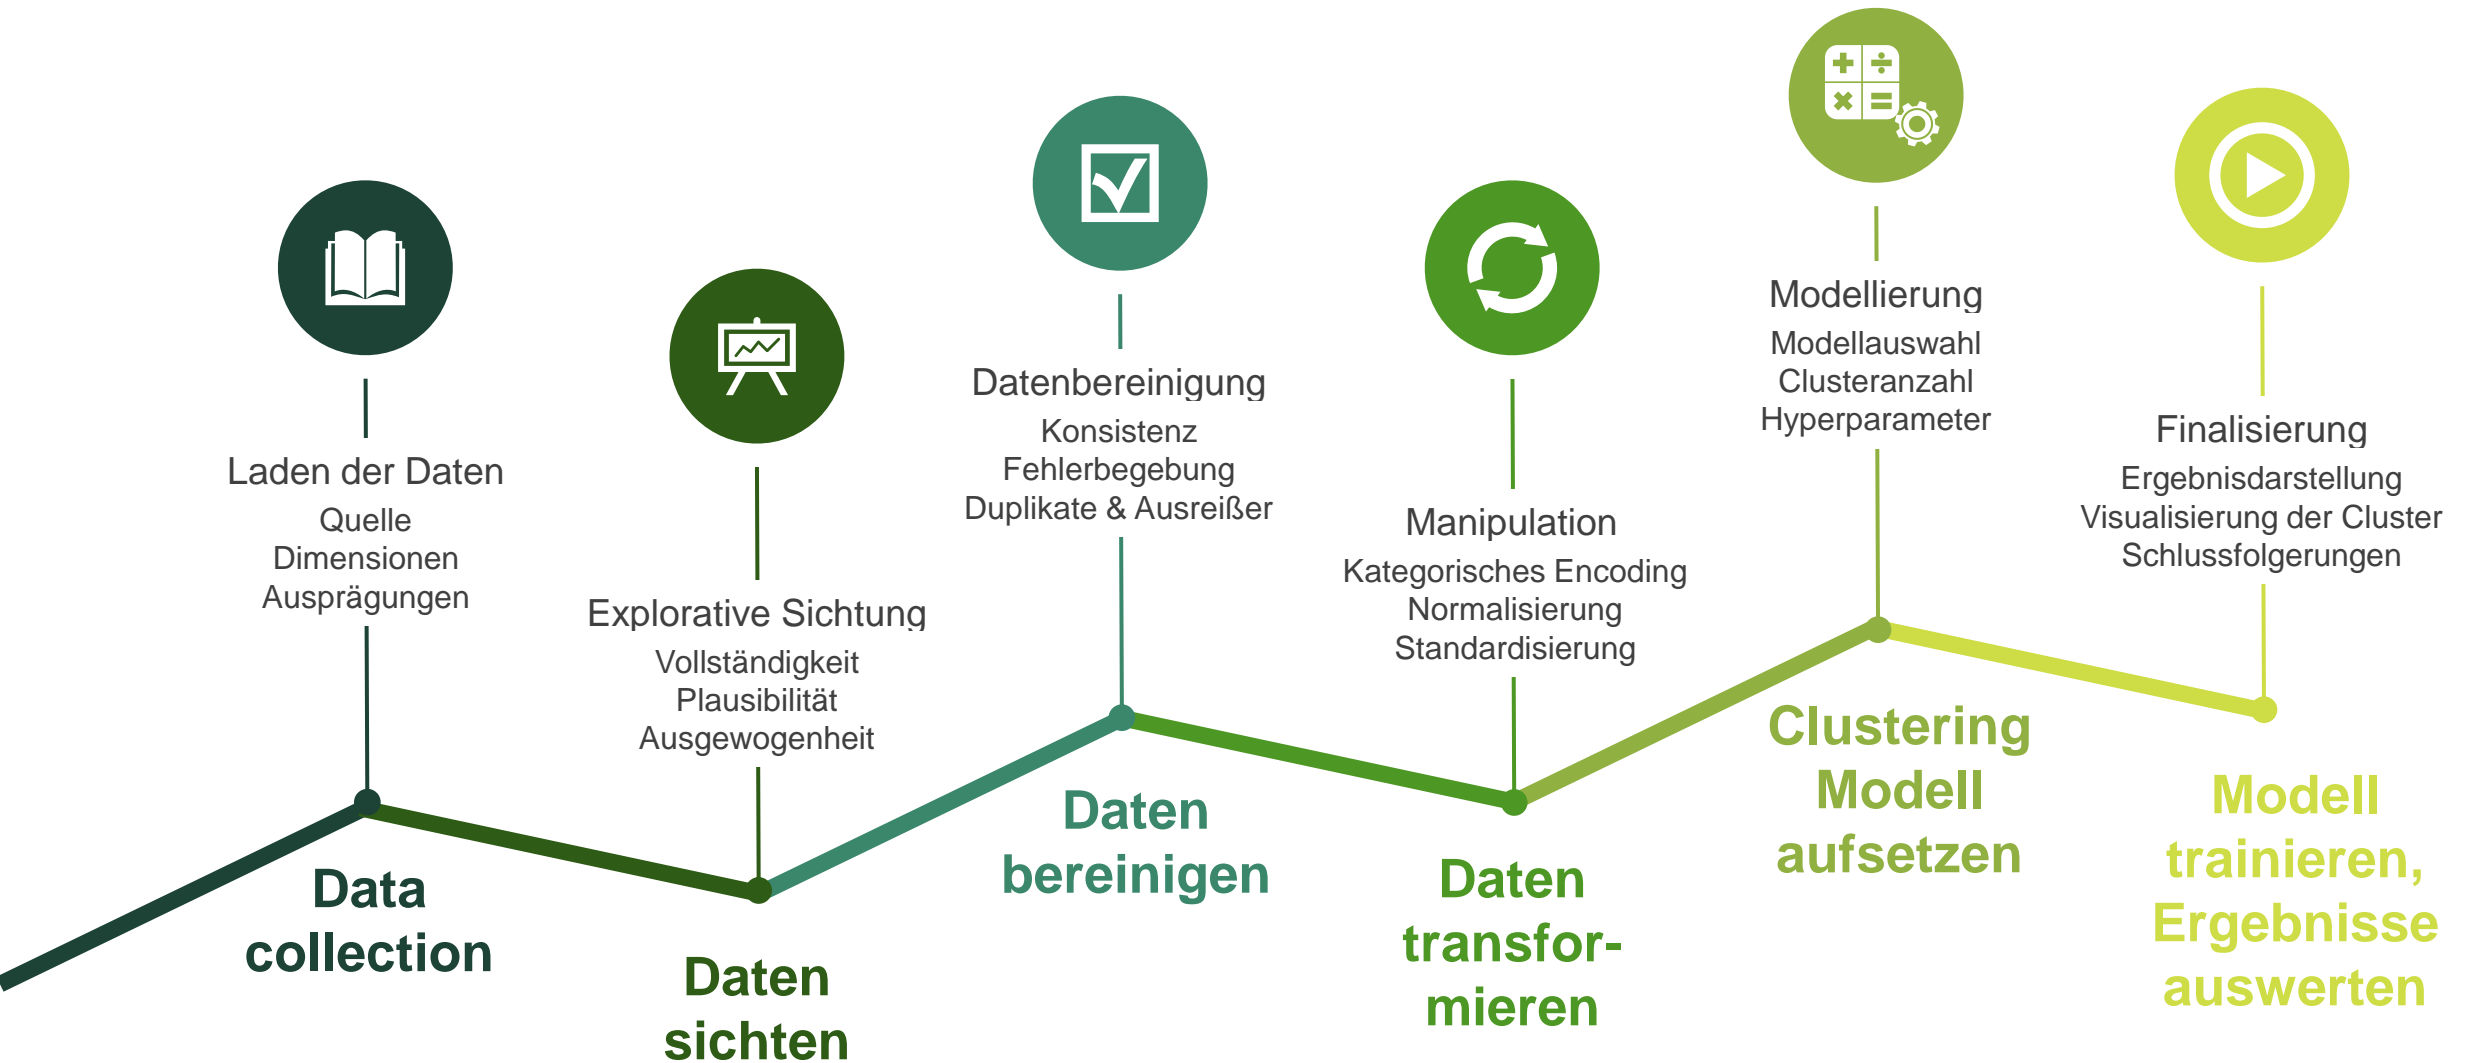 Laden der Daten
Quelle
Dimensionen
Ausprägungen
Data
collection
Explorative Sichtung
Vollständigkeit
Plausibilität
Ausgewogenheit
Daten
sichten
Datenbereinigung
Konsistenz
Fehlerbegebung
Duplikate & Ausreißer
Daten
bereinigen
Manipulation
Kategorisches Encoding
Normalisierung
Standardisierung
Daten
transfor-
mieren
Modellierung
Modellauswahl
Clusteranzahl
Hyperparameter
Clustering
Modell
aufsetzen
Finalisierung
Ergebnisdarstellung
Visualisierung der Cluster
Schlussfolgerungen
Modell
trainieren,
Ergebnisse
auswerten